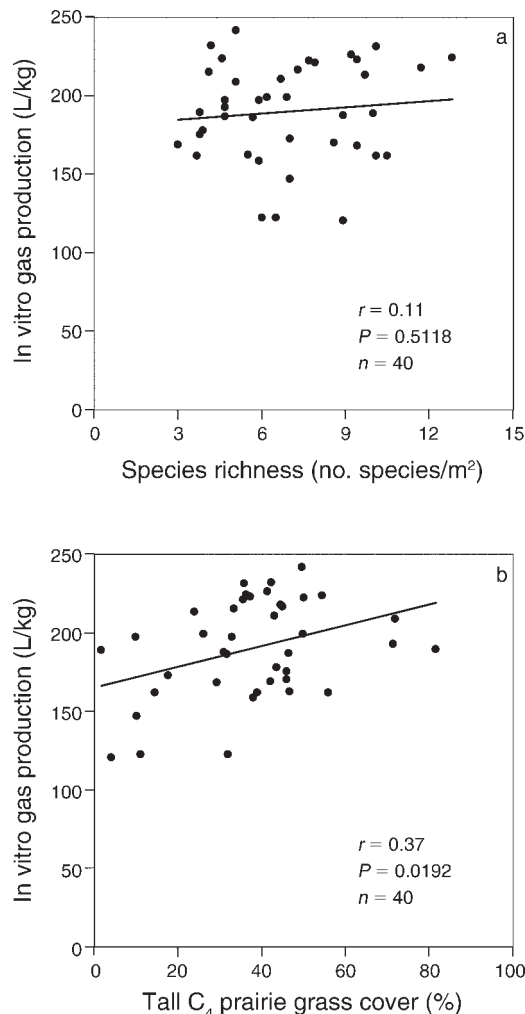 a
250
200
150
100
50
0
In vitro gas production (L/kg)
r = 0.11
P = 0.5118
n = 40
0 3 6 9 12 15
Species richness (no. species/m²)
b
250
200
150
100
50
0
In vitro gas production (L/kg)
r = 0.37
P = 0.0192
n = 40
0 20 40 60 80 100
Tall C₄ prairie grass cover (%)